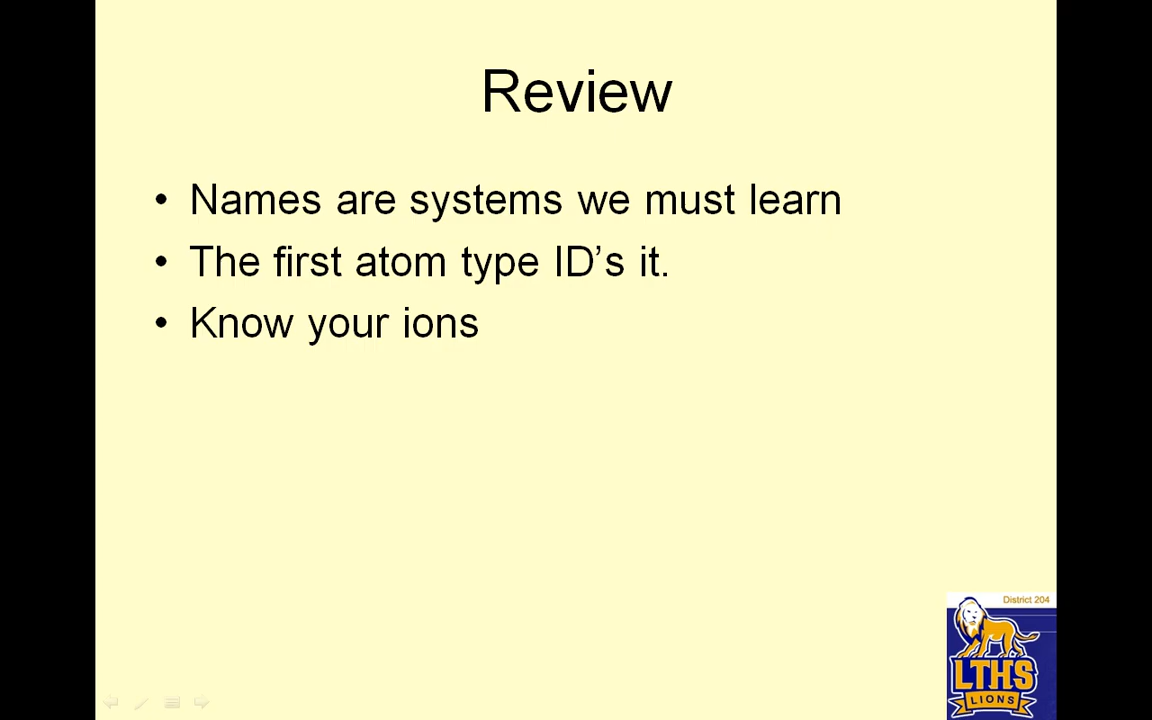 Review
• Names are systems we must learn
• The first atom type ID's it.
• Know your ions
District 204
LTHS
LIONS